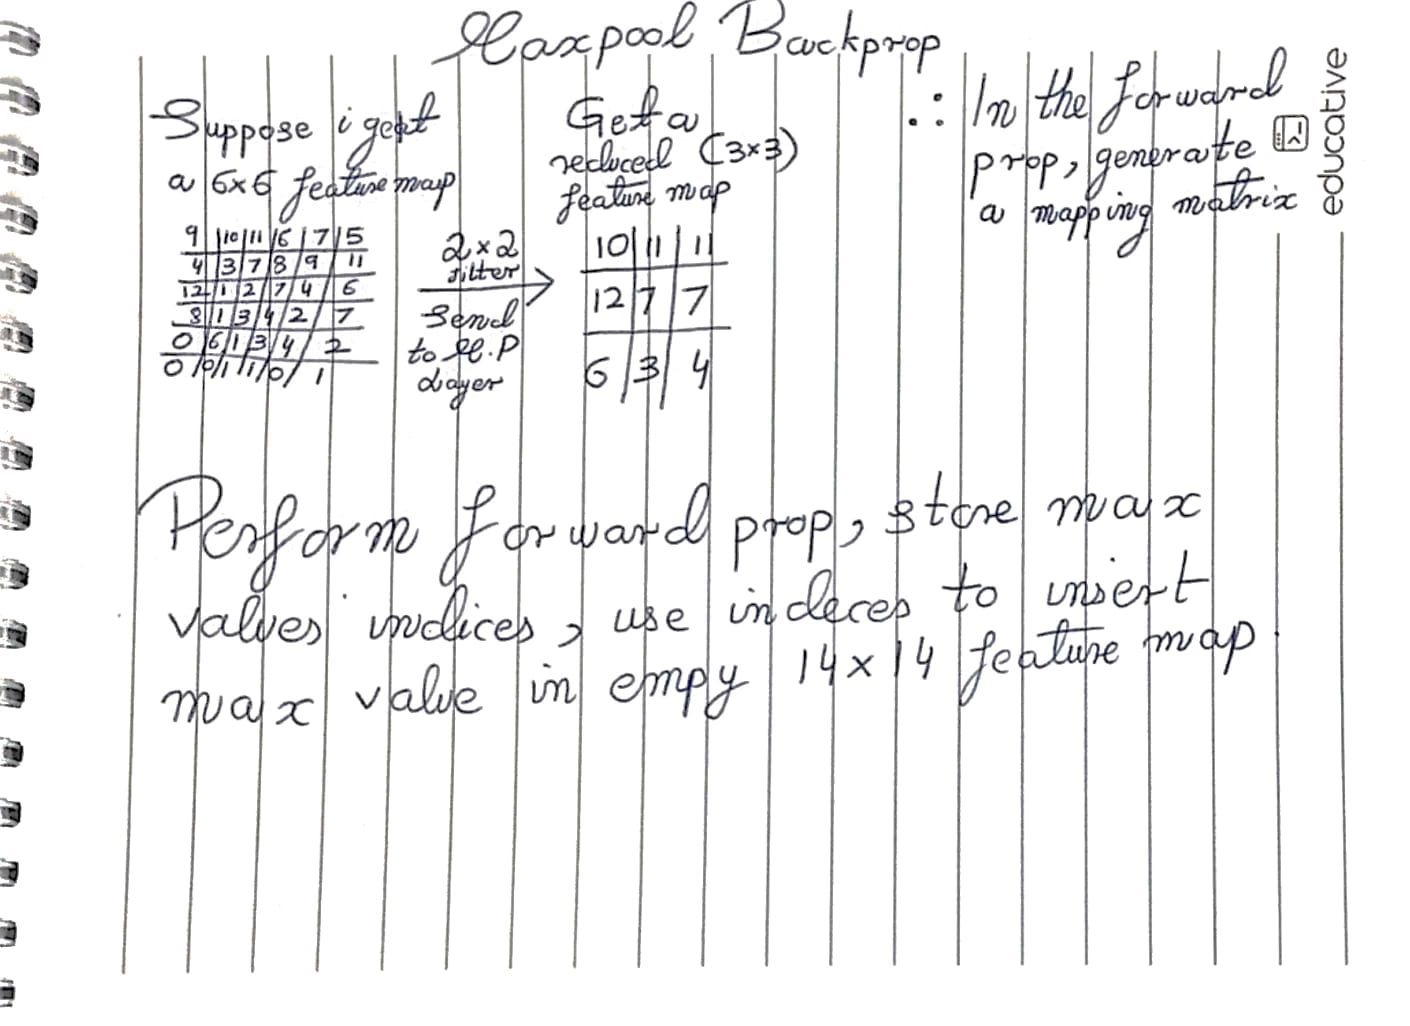 Maxpool Backprop
Suppose i get
a 6x6 feature map
9 10 11 6 7 5
4 3 7 8 9 11
12 1 2 7 4 6
8 1 3 4 2 7
0 6 1 3 4 2
0 0 1 1 0 1
2x2
filter
Send
to M.P
Layer
Get a
reduced (3x3)
feature map
10 11 11
12 7 7
6 3 4
∴ In the forward
prop, generate
a mapping matrix
educative
Perform forward prop, store max
values indices, use indeces to insert
max value in empy 14x14 feature map